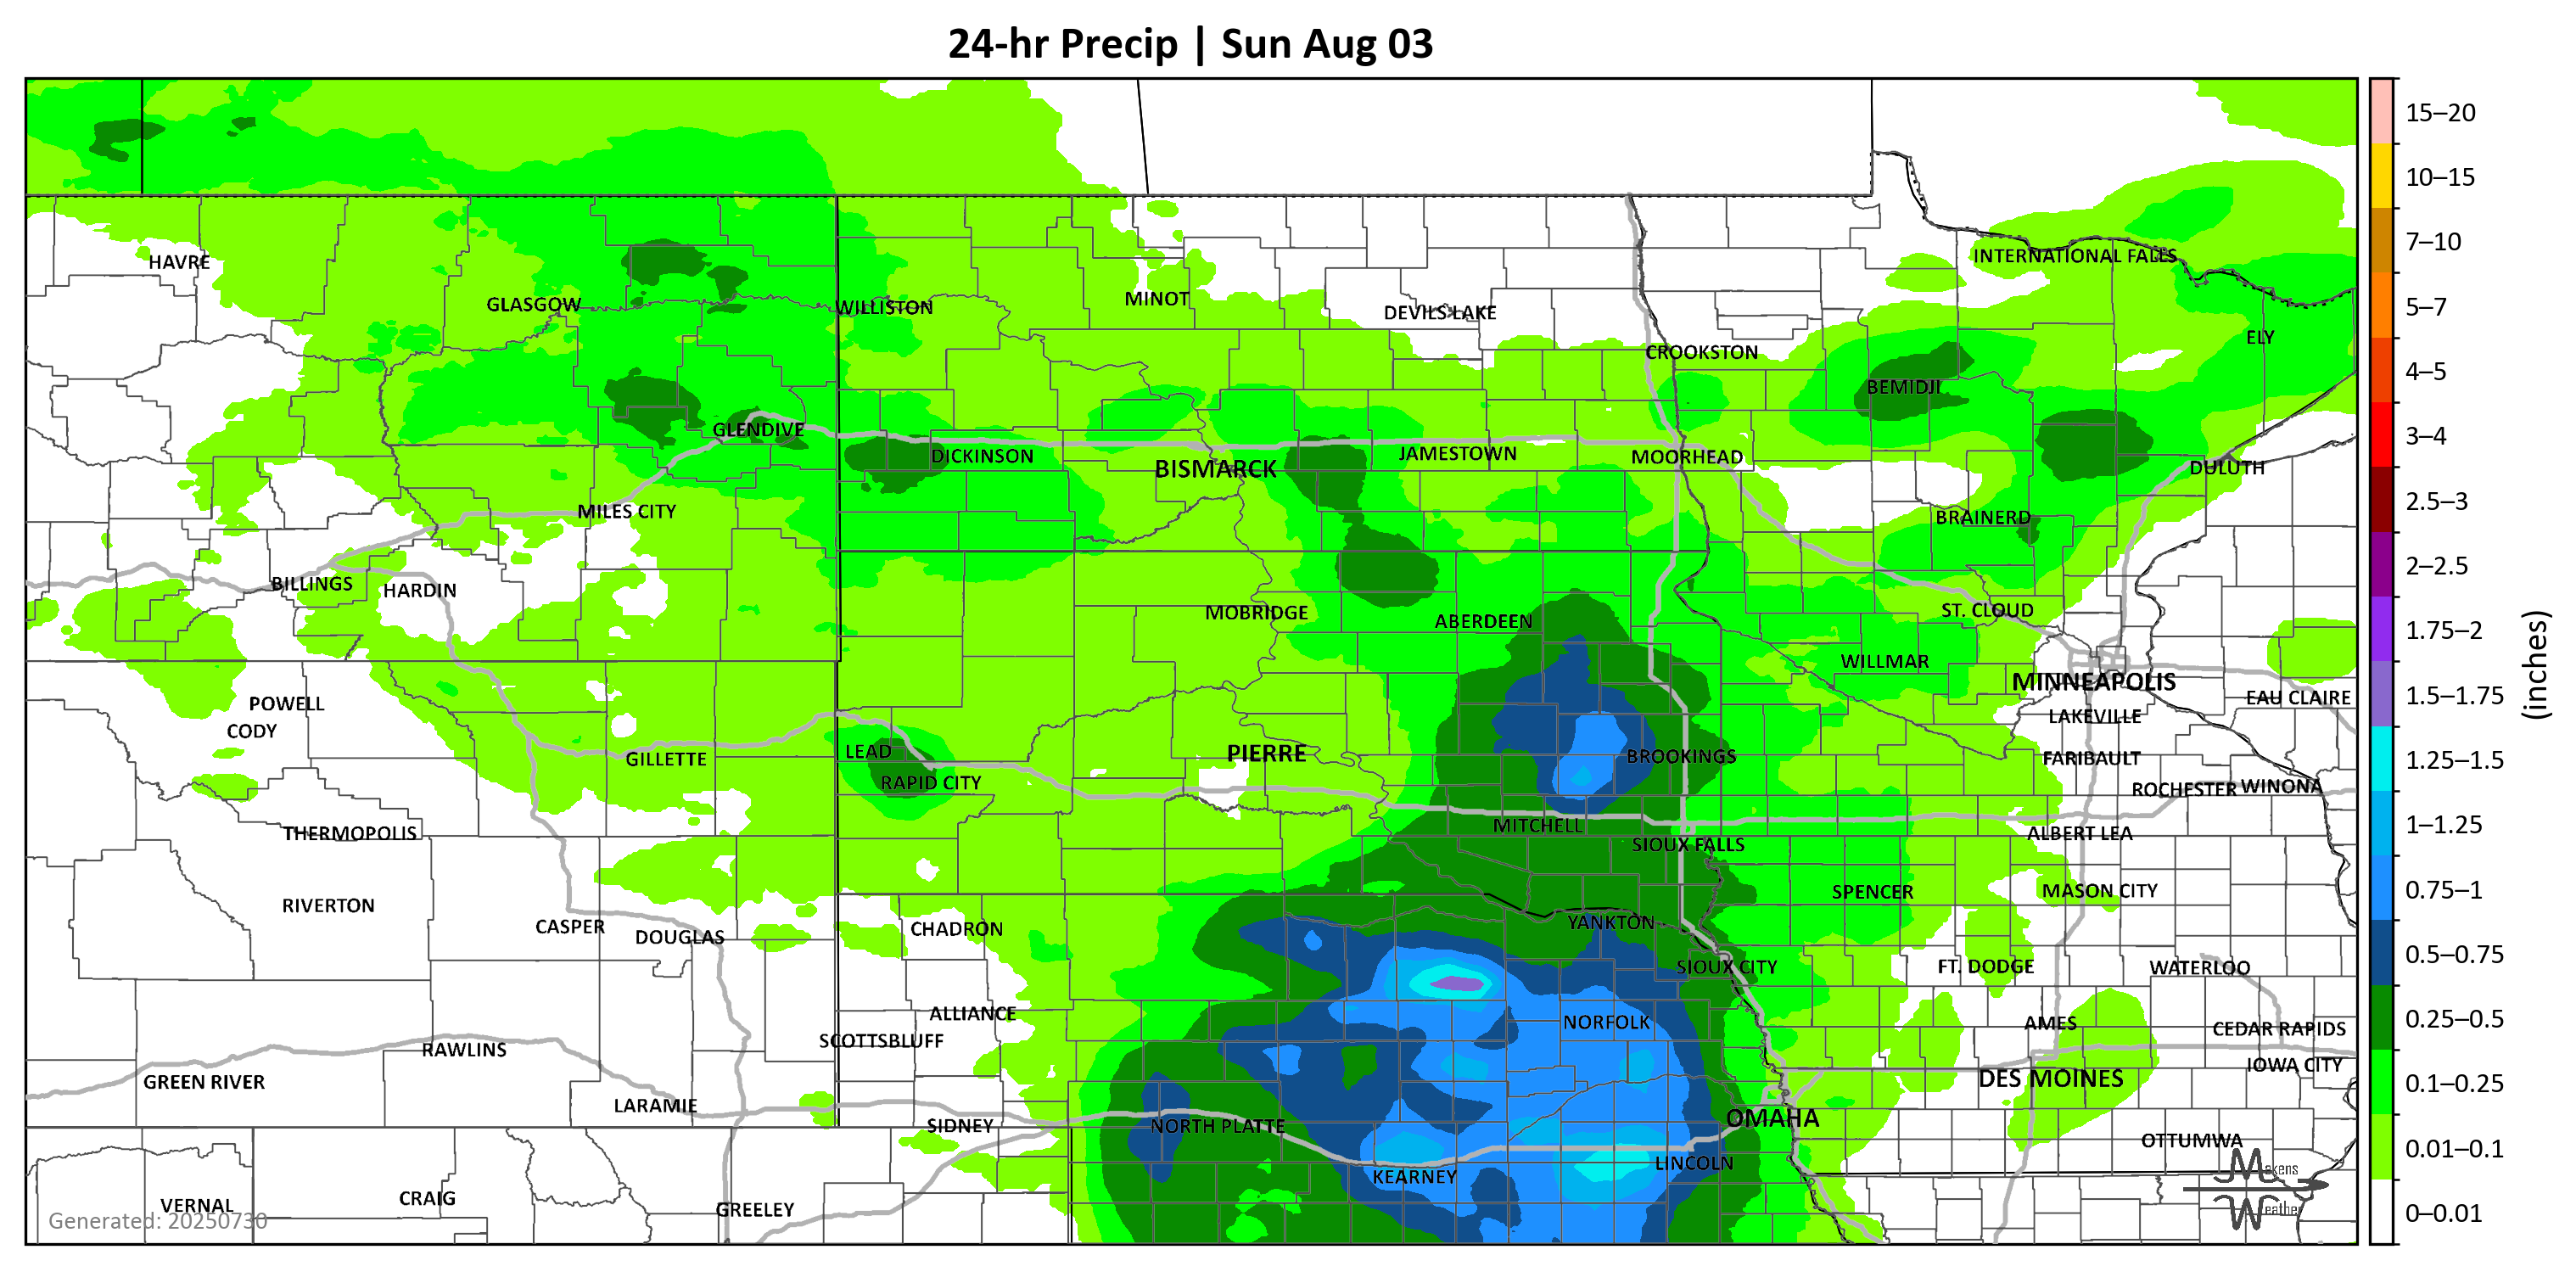 24-hr Precip | Sun Aug 03
15–20
10–15
7–10
5–7
4–5
3–4
2.5–3
2–2.5
1.75–2
1.5–1.75
1.25–1.5
1–1.25
0.75–1
0.5–0.75
0.25–0.5
0.1–0.25
0.01–0.1
0–0.01
(inches)
INTERNATIONAL FALLS
HAVRE
MINOT
GLASGOW
WILLISTON
DEVILS LAKE
ELY
CROOKSTON
BEMIDJI
GLENDIVE
DICKINSON
BISMARCK
JAMESTOWN
MOORHEAD
DULUTH
MILES CITY
BRAINERD
BILLINGS
HARDIN
MOBRIDGE
ABERDEEN
ST. CLOUD
WILLMAR
MINNEAPOLIS
POWELL
EAU CLAIRE
CODY
LAKEVILLE
GILLETTE
LEAD
PIERRE
BROOKINGS
FARIBAULT
RAPID CITY
ROCHESTER
WINONA
THERMOPOLIS
MITCHELL
ALBERT LEA
SIOUX FALLS
RIVERTON
SPENCER
MASON CITY
CASPER
DOUGLAS
CHADRON
YANKTON
SIOUX CITY
FT. DODGE
WATERLOO
ALLIANCE
NORFOLK
AMES
CEDAR RAPIDS
RAWLINS
SCOTTSBLUFF
IOWA CITY
GREEN RIVER
DES MOINES
LARAMIE
SIDNEY
NORTH PLATTE
OMAHA
OTTUMWA
KEARNEY
LINCOLN
VERNAL
CRAIG
GREELEY
Makens
Weather
Generated: 20250730